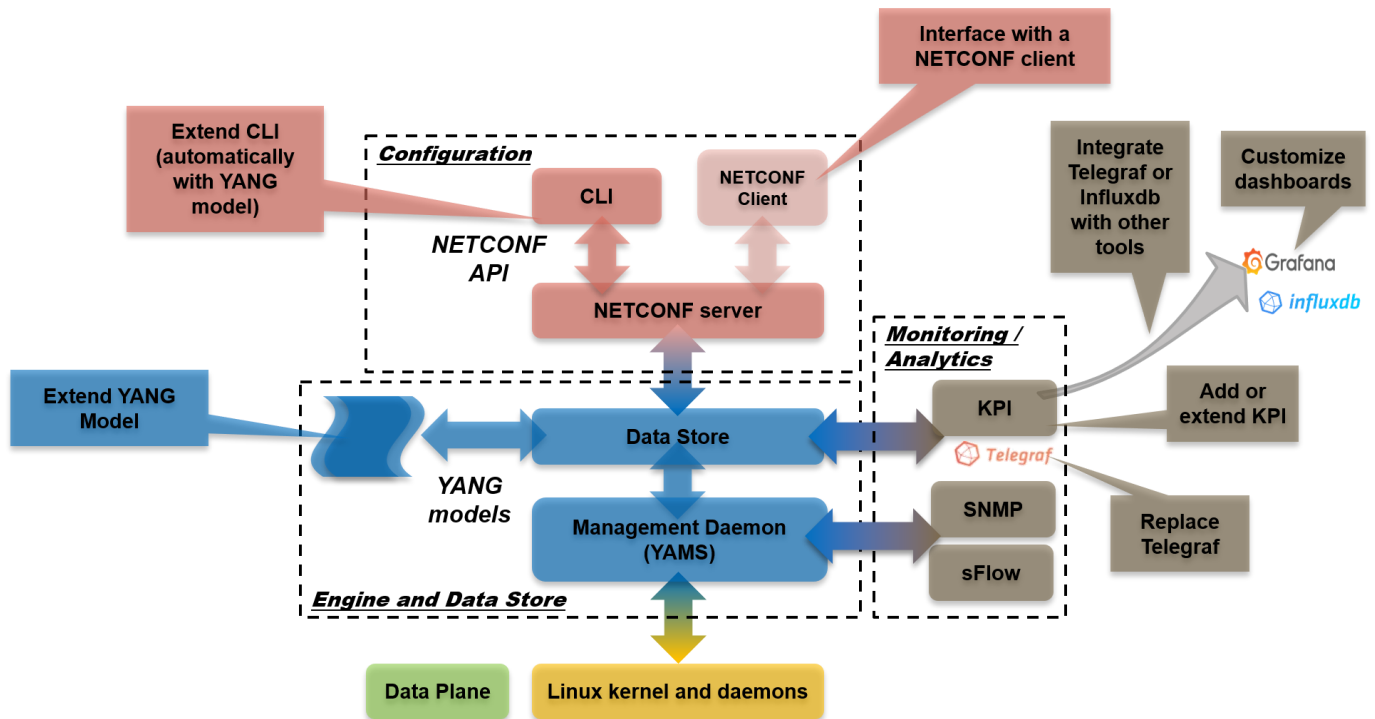 Interface with a
NETCONF client
Extend CLI
(automatically
with YANG
model)
Configuration
CLI
NETCONF
Client
NETCONF
API
NETCONF server
Integrate
Telegraf or
Influxdb
with other
tools
Customize
dashboards
Grafana
influxdb
Monitoring /
Analytics
Extend YANG
Model
Data Store
KPI
Add or
extend KPI
Telegraf
YANG
models
Management Daemon
(YAMS)
SNMP
sFlow
Replace
Telegraf
Engine and Data Store
Data Plane
Linux kernel and daemons